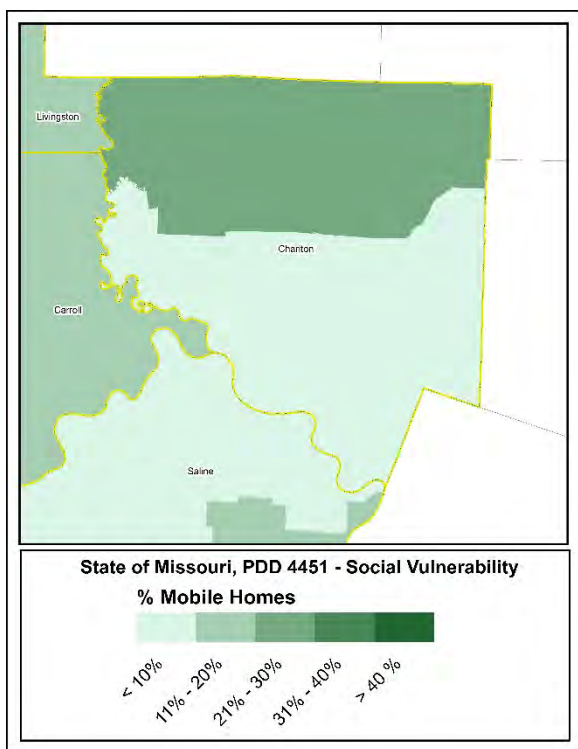 Livingston
Chariton
Carroll
Saline
State of Missouri, PDD 4451 - Social Vulnerability
% Mobile Homes
< 10%
11% - 20%
21% - 30%
31% - 40%
> 40 %